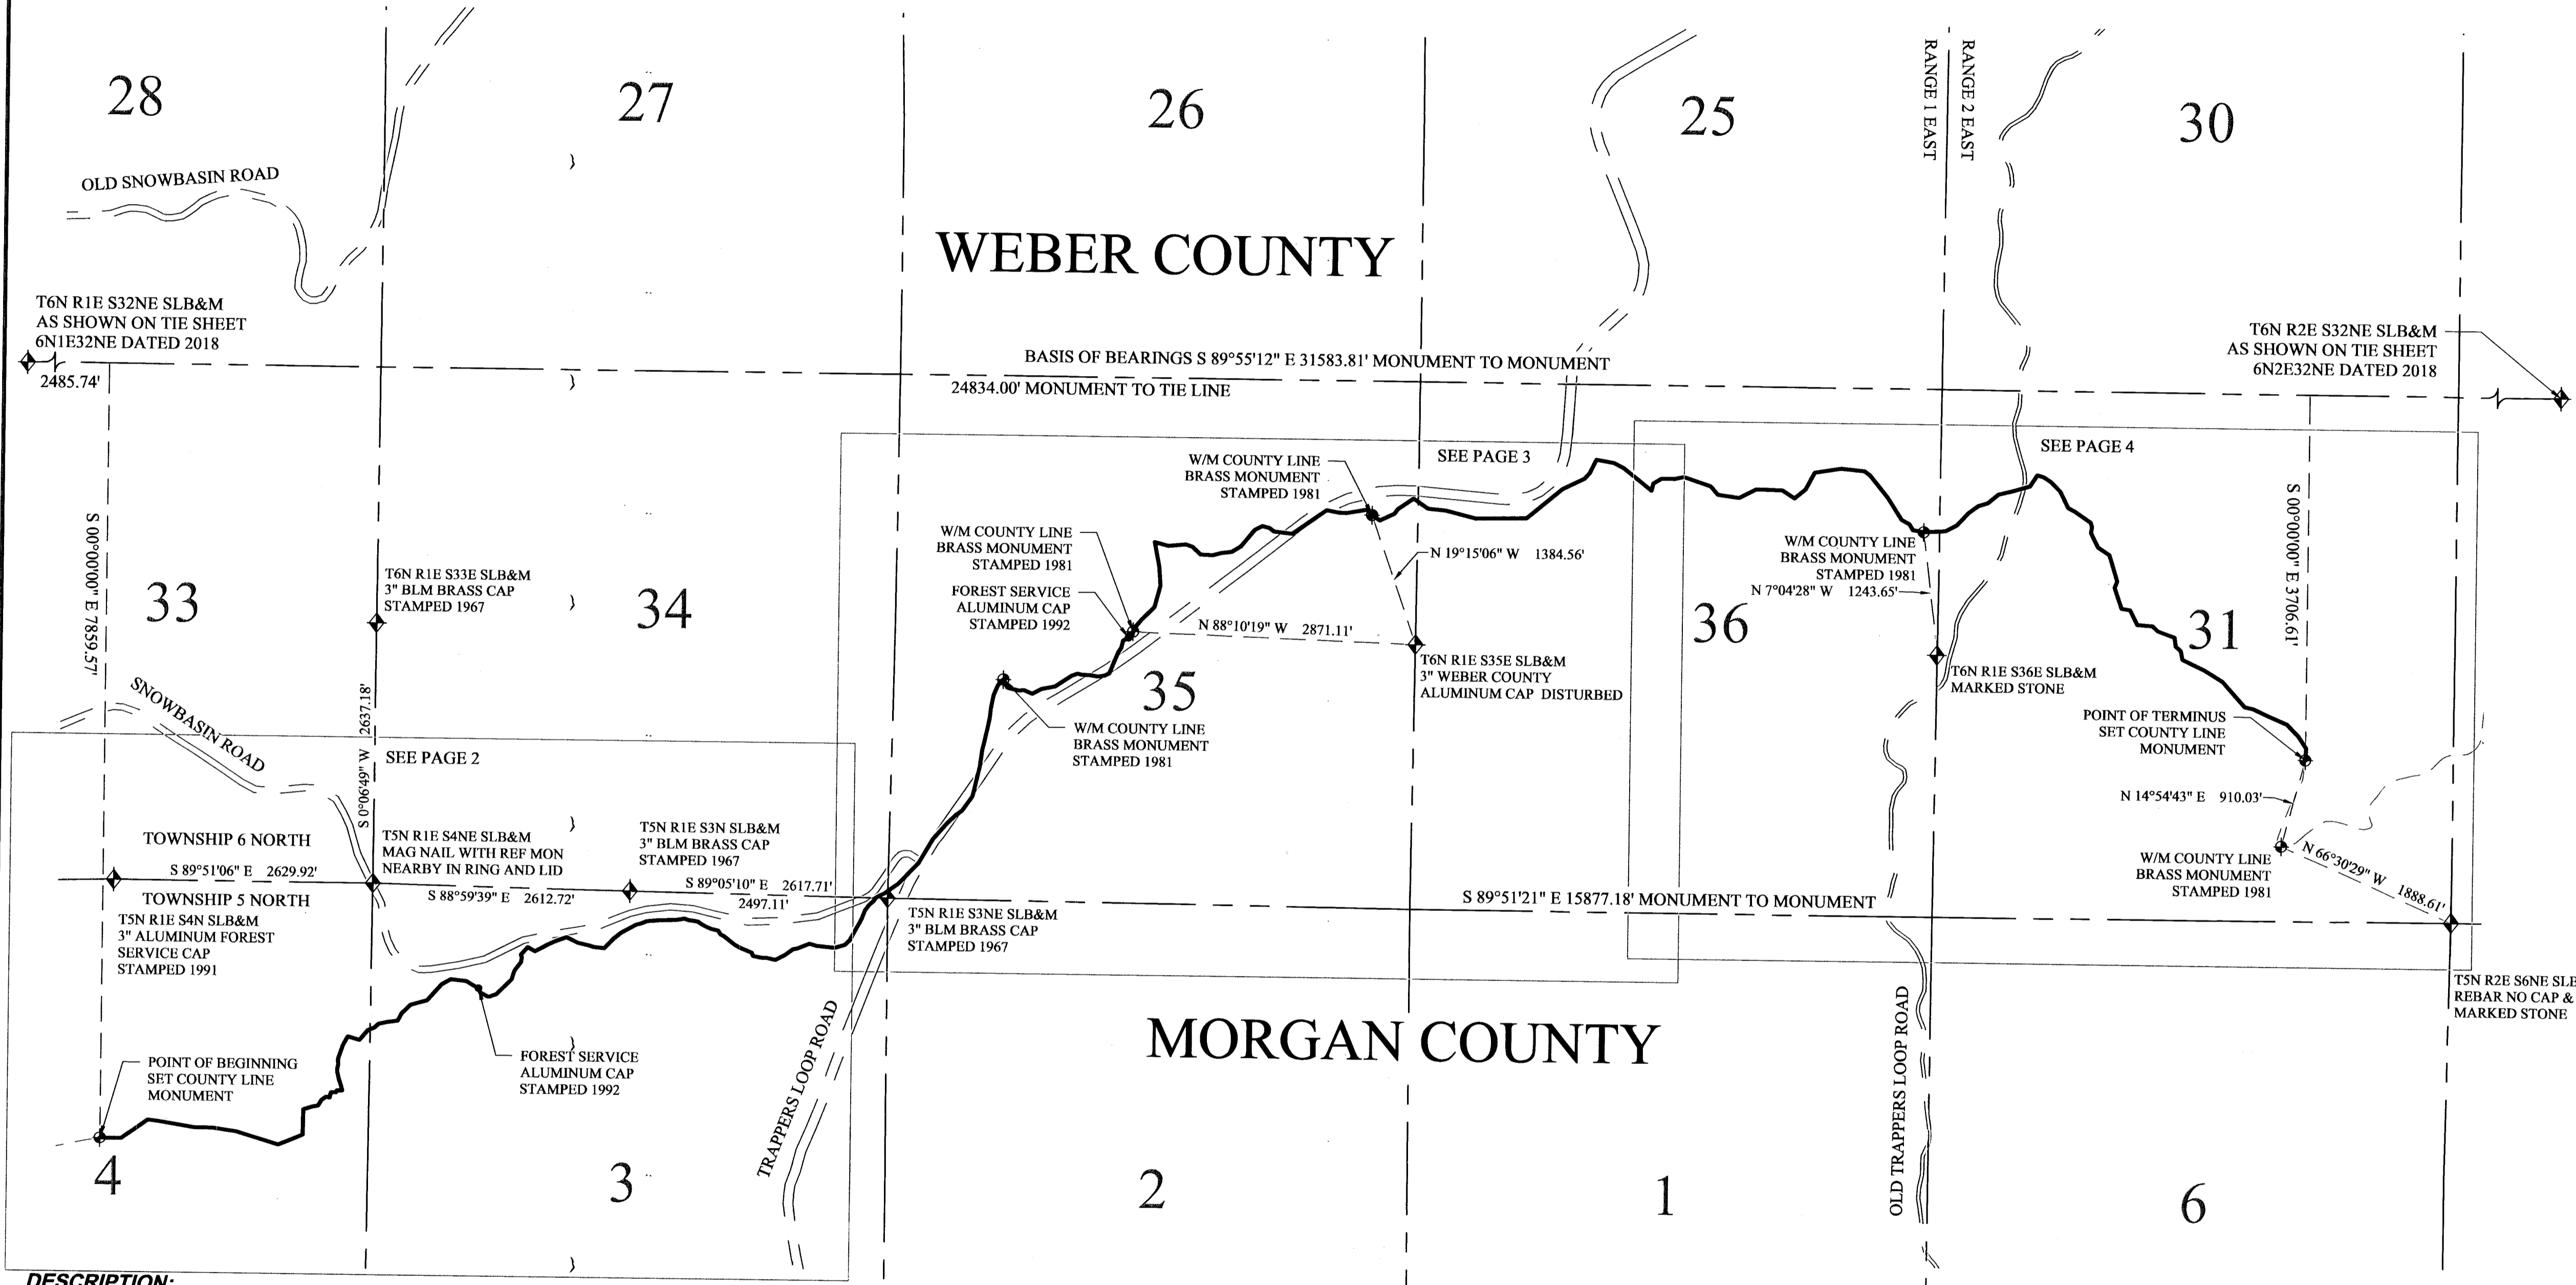 28
27
26
25
30
RANGE 1 EAST
RANGE 2 EAST
OLD SNOWBASIN ROAD
WEBER COUNTY
T6N R1E S32NE SLB&M
AS SHOWN ON TIE SHEET
6N1E32NE DATED 2018
2485.74'
BASIS OF BEARINGS S 89°55'12" E 31583.81' MONUMENT TO MONUMENT
24834.00' MONUMENT TO TIE LINE
T6N R2E S32NE SLB&M
AS SHOWN ON TIE SHEET
6N2E32NE DATED 2018
SEE PAGE 3
SEE PAGE 4
W/M COUNTY LINE
BRASS MONUMENT
STAMPED 1981
W/M COUNTY LINE
BRASS MONUMENT
STAMPED 1981
FOREST SERVICE
ALUMINUM CAP
STAMPED 1992
N 19°15'06" W 1384.56'
N 88°10'19" W 2871.11'
W/M COUNTY LINE
BRASS MONUMENT
STAMPED 1981
N 7°04'28" W 1243.65'
S 00°00'00" E 7859.57'
S 00°00'00" E 3706.61'
33
T6N R1E S33E SLB&M
3" BLM BRASS CAP
STAMPED 1967
34
35
36
31
T6N R1E S35E SLB&M
3" WEBER COUNTY
ALUMINUM CAP DISTURBED
T6N R1E S36E SLB&M
MARKED STONE
W/M COUNTY LINE
BRASS MONUMENT
STAMPED 1981
POINT OF TERMINUS
SET COUNTY LINE
MONUMENT
SNOWBASIN ROAD
S 0°06'49" W 2637.18'
SEE PAGE 2
N 14°54'43" E 910.03'
TOWNSHIP 6 NORTH
S 89°51'06" E 2629.92'
TOWNSHIP 5 NORTH
T5N R1E S4NE SLB&M
MAG NAIL WITH REF MON
NEARBY IN RING AND LID
S 88°59'39" E 2612.72'
T5N R1E S3N SLB&M
3" BLM BRASS CAP
STAMPED 1967
S 89°05'10" E 2617.71'
2497.11'
W/M COUNTY LINE
BRASS MONUMENT
STAMPED 1981
N 66°30'29" W 1888.61'
S 89°51'21" E 15877.18' MONUMENT TO MONUMENT
T5N R1E S4N SLB&M
3" ALUMINUM FOREST
SERVICE CAP
STAMPED 1991
T5N R1E S3NE SLB&M
3" BLM BRASS CAP
STAMPED 1967
T5N R2E S6NE SLB
REBAR NO CAP &
MARKED STONE
MORGAN COUNTY
POINT OF BEGINNING
SET COUNTY LINE
MONUMENT
FOREST SERVICE
ALUMINUM CAP
STAMPED 1992
TRAPPERS LOOP ROAD
OLD TRAPPERS LOOP ROAD
4
3
2
1
6
DESCRIPTION: